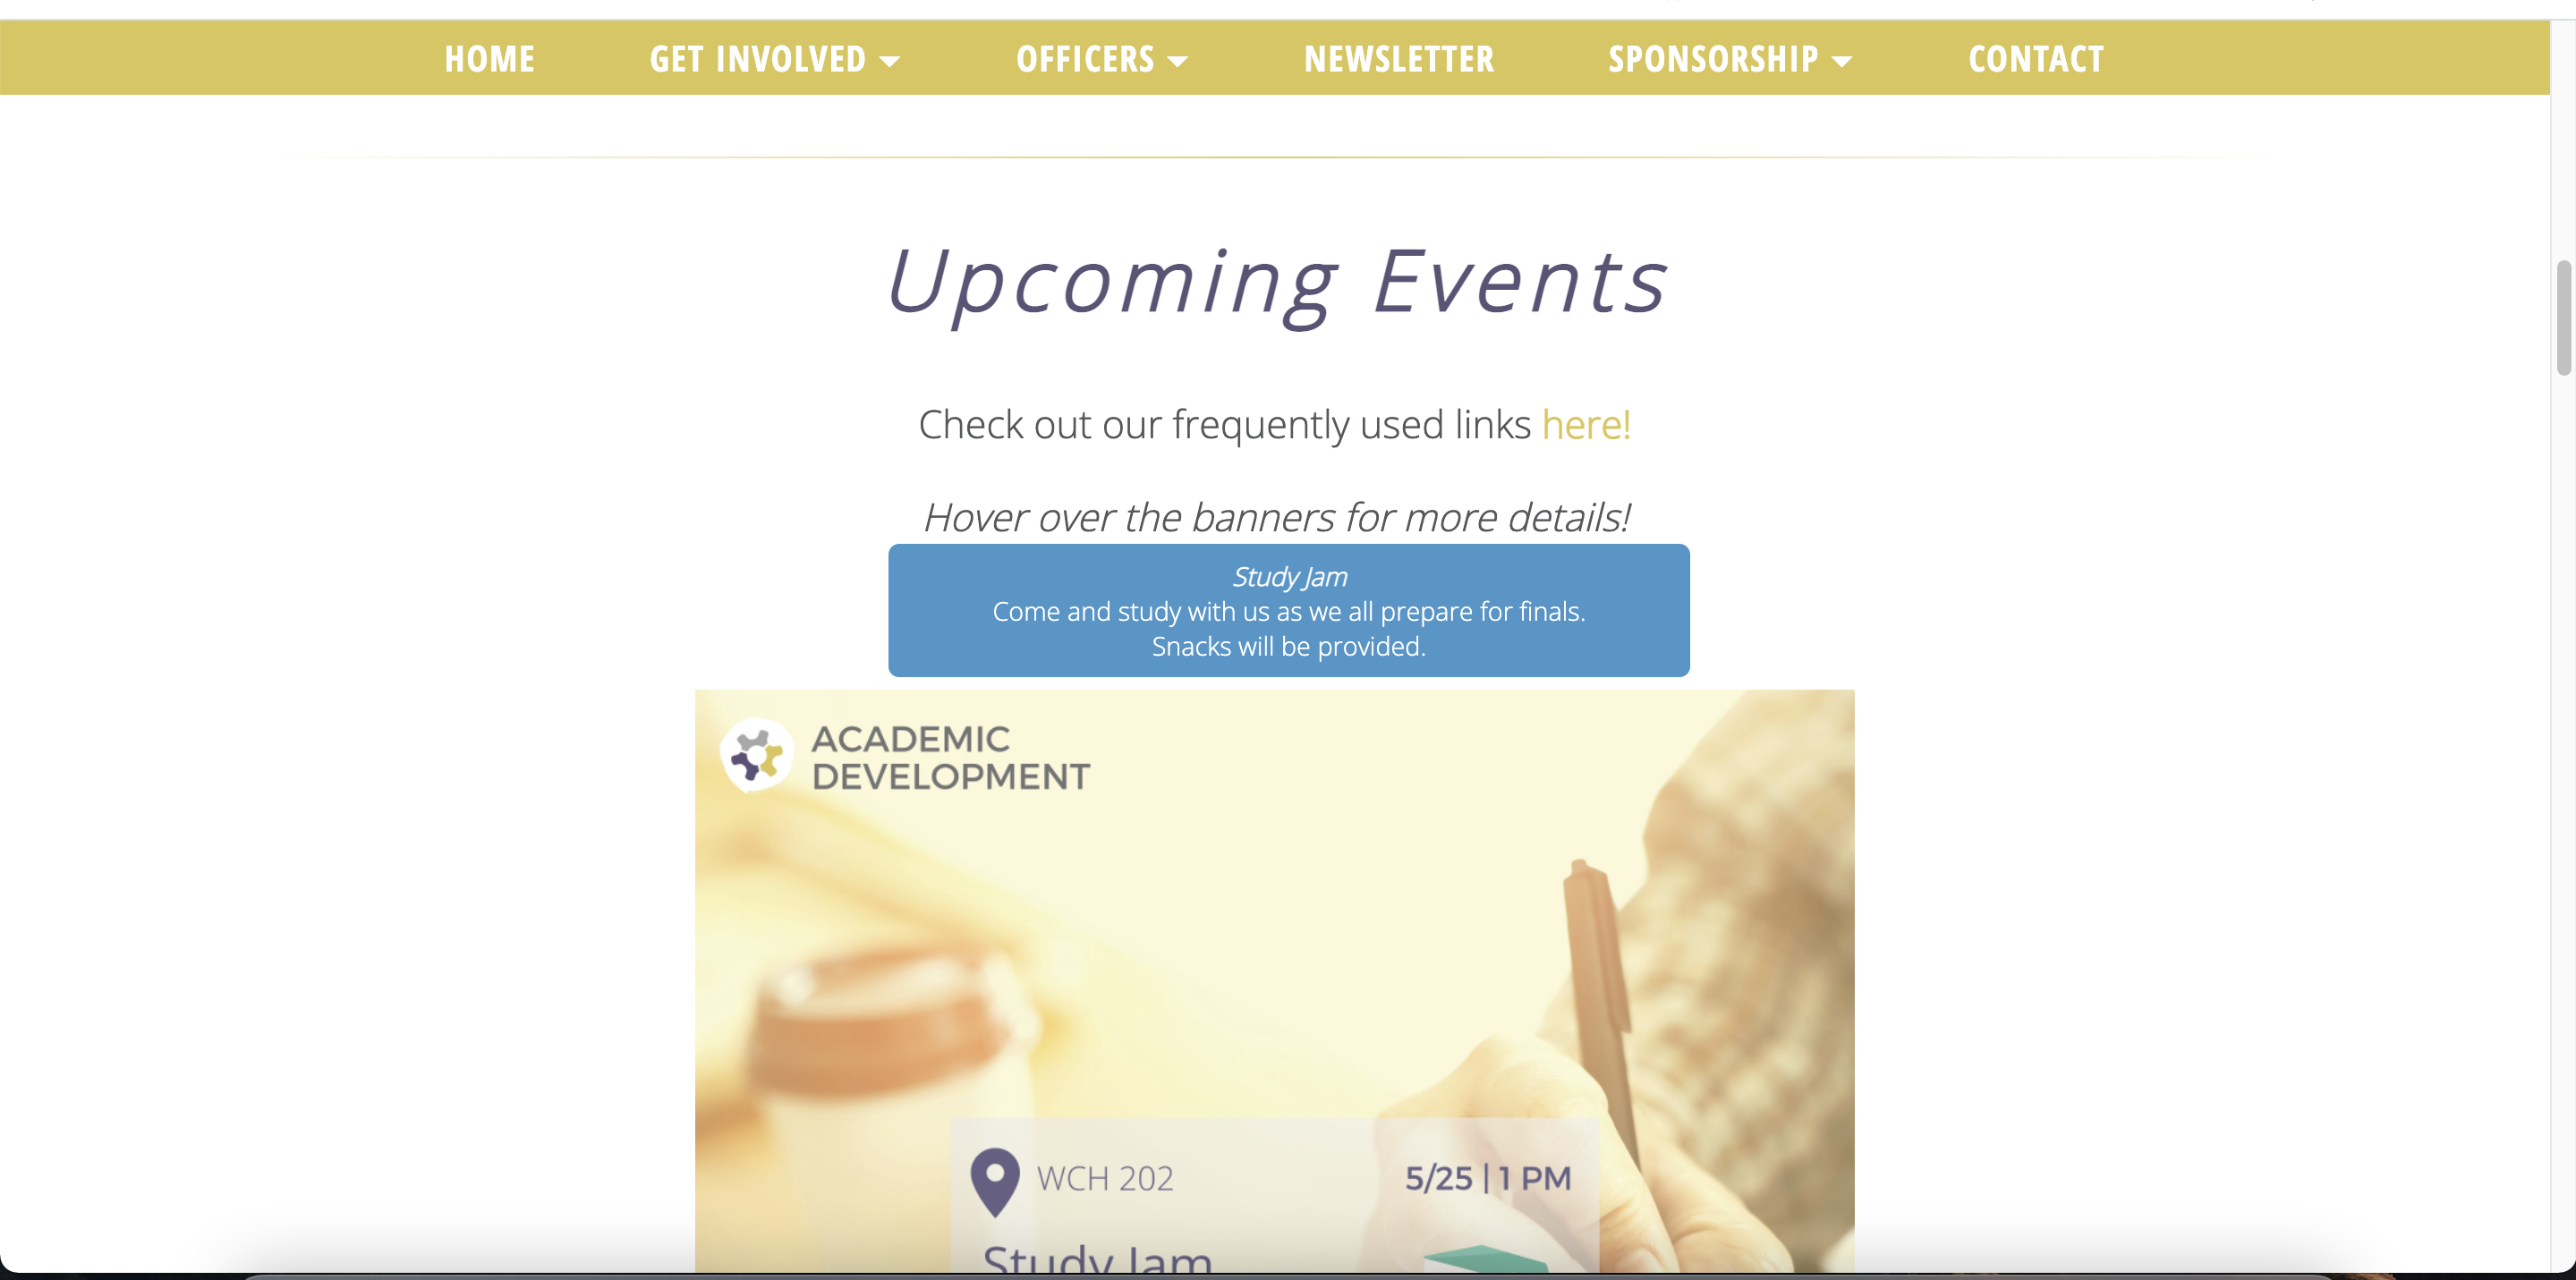 HOME GET INVOLVED OFFICERS NEWSLETTER SPONSORSHIP CONTACT
Upcoming Events
Check out our frequently used links here!
Hover over the banners for more details!
Study Jam
Come and study with us as we all prepare for finals.
Snacks will be provided.
ACADEMIC
DEVELOPMENT
WCH 202 5/25 | 1 PM
Study Jam